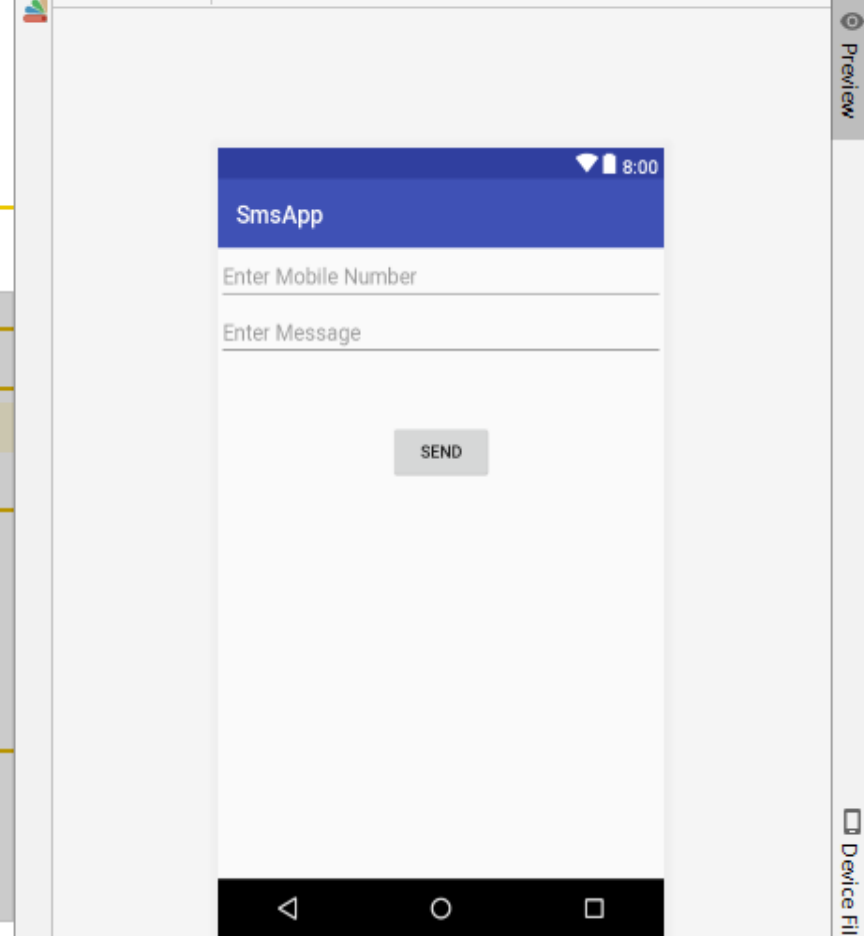 Preview
8:00
SmsApp
Enter Mobile Number
Enter Message
SEND
Device Fil